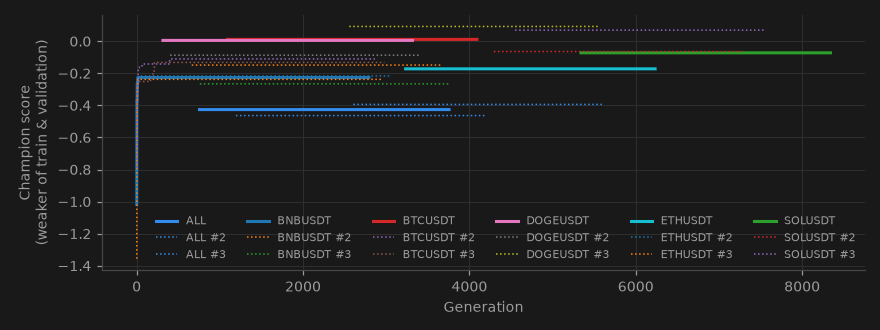 Champion score
(weaker of train & validation)
0.0
−0.2
−0.4
−0.6
−0.8
−1.0
−1.2
−1.4
ALL BNBUSDT BTCUSDT DOGEUSDT ETHUSDT SOLUSDT
ALL #2 BNBUSDT #2 BTCUSDT #2 DOGEUSDT #2 ETHUSDT #2 SOLUSDT #2
ALL #3 BNBUSDT #3 BTCUSDT #3 DOGEUSDT #3 ETHUSDT #3 SOLUSDT #3
0 2000 4000 6000 8000
Generation